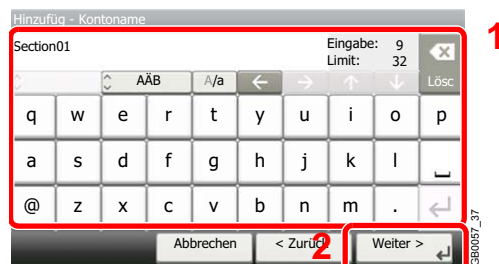 Hinzufüg - Kontoname
1
Section01
Eingabe: 9
Limit: 32
AÄB A/a ← → ↑ ↓ Lösc
q w e r t y u i o p
a s d f g h j k l
@ z x c v b n m .
Abbrechen < Zurück 2 Weiter >
GB0057_37